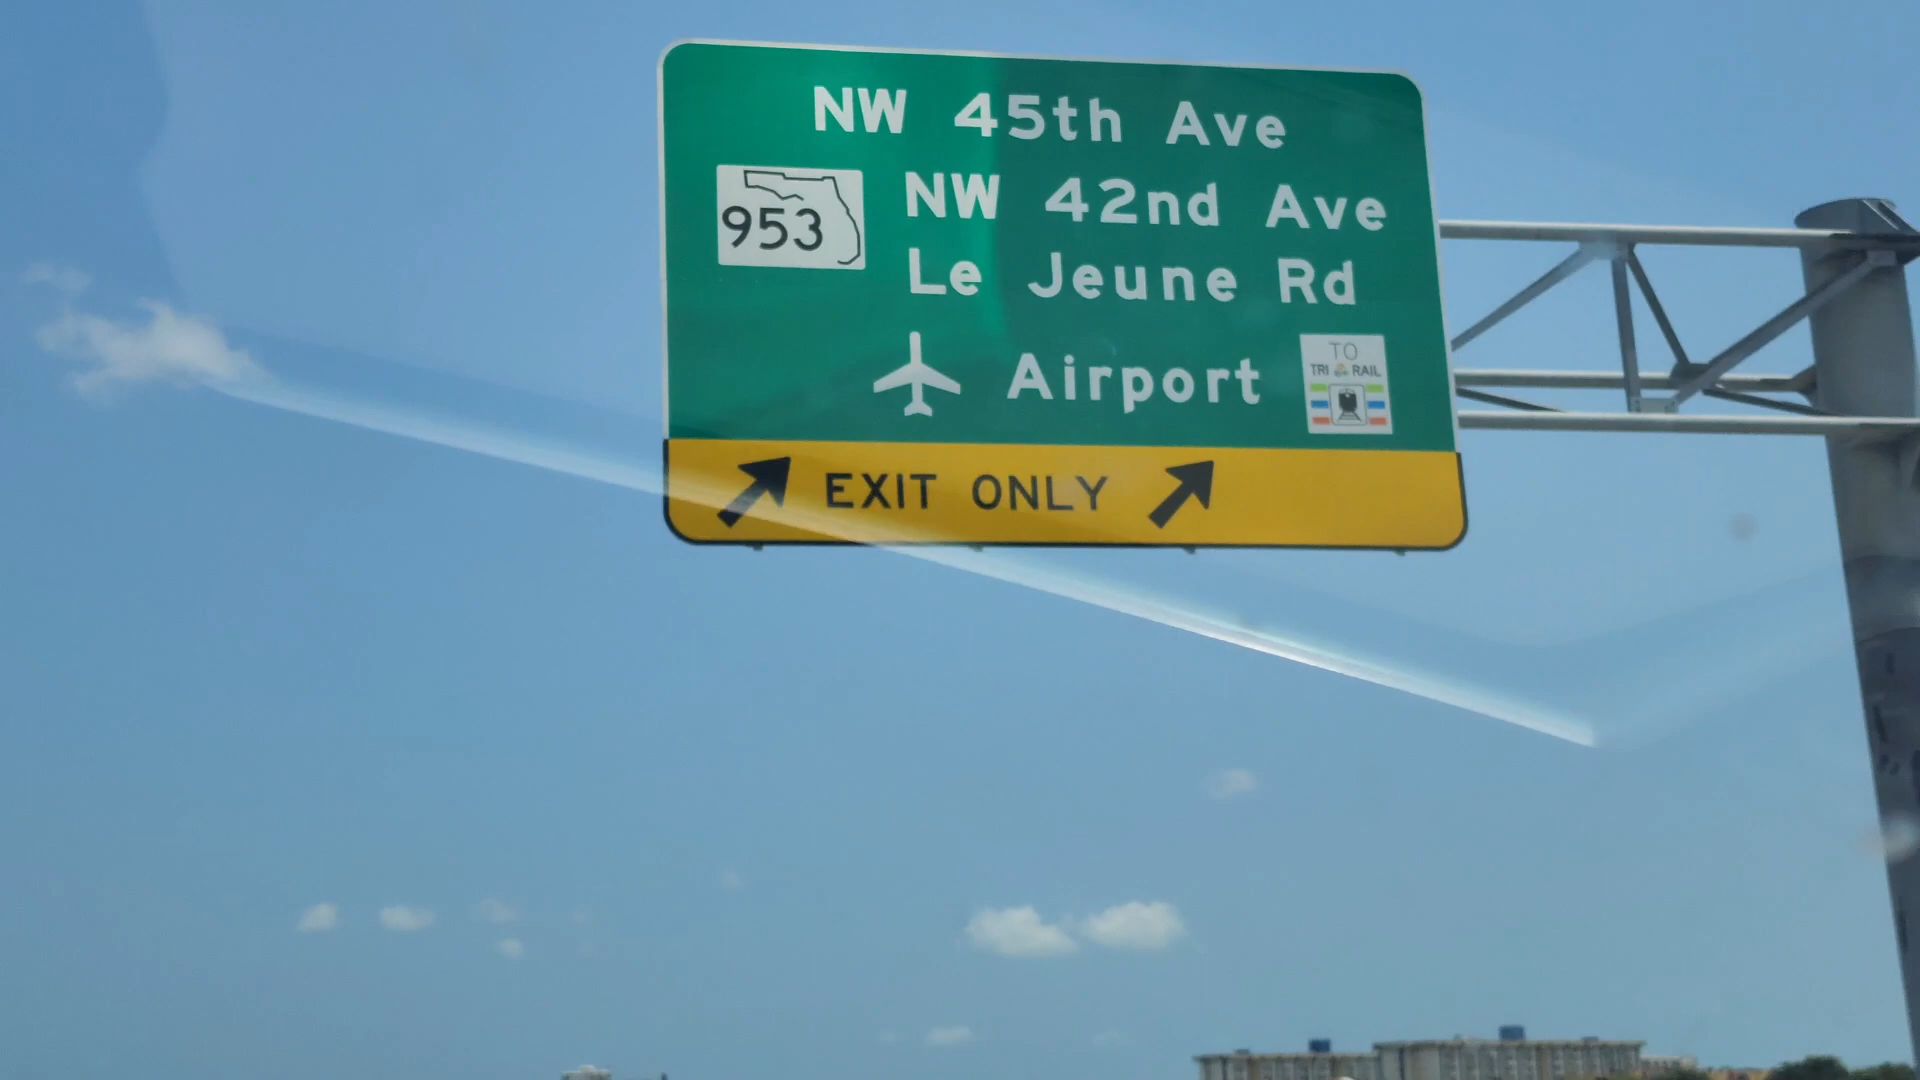 NW 45th Ave
953 NW 42nd Ave
Le Jeune Rd
Airport
TO
TRI RAIL
EXIT ONLY